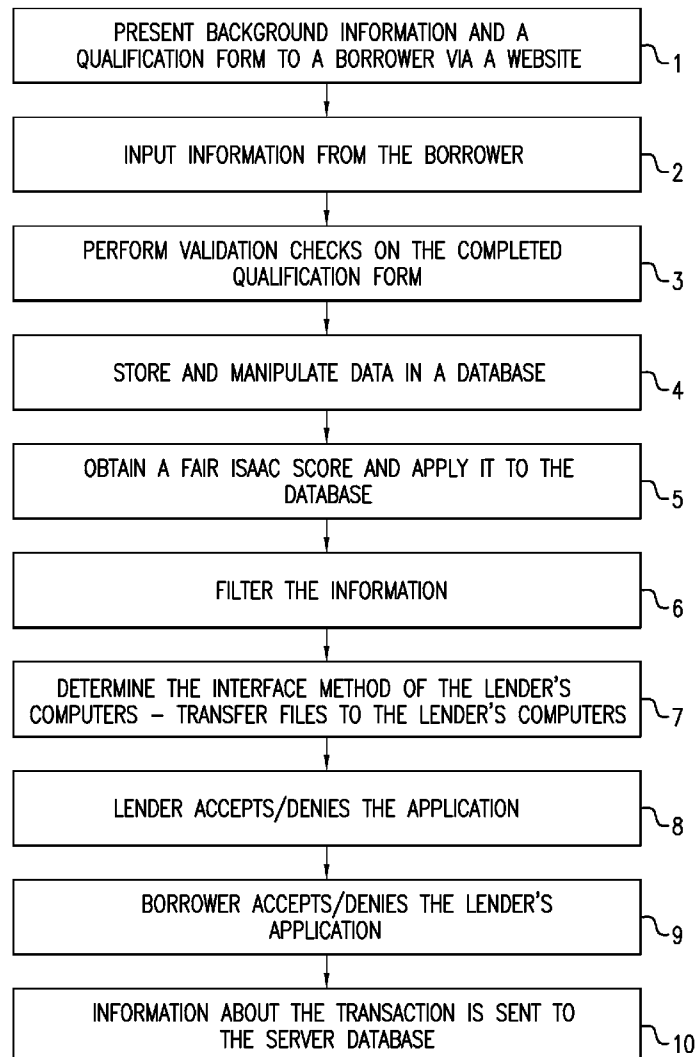 PRESENT BACKGROUND INFORMATION AND A
QUALIFICATION FORM TO A BORROWER VIA A WEBSITE
1
INPUT INFORMATION FROM THE BORROWER
2
PERFORM VALIDATION CHECKS ON THE COMPLETED
QUALIFICATION FORM
3
STORE AND MANIPULATE DATA IN A DATABASE
4
OBTAIN A FAIR ISAAC SCORE AND APPLY IT TO THE
DATABASE
5
FILTER THE INFORMATION
6
DETERMINE THE INTERFACE METHOD OF THE LENDER'S
COMPUTERS – TRANSFER FILES TO THE LENDER'S COMPUTERS
7
LENDER ACCEPTS/DENIES THE APPLICATION
8
BORROWER ACCEPTS/DENIES THE LENDER'S
APPLICATION
9
INFORMATION ABOUT THE TRANSACTION IS SENT TO
THE SERVER DATABASE
10